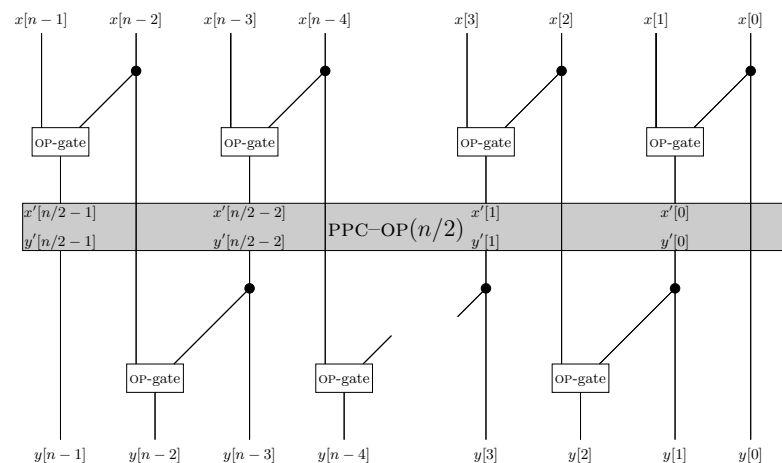 x[n − 1] x[n − 2] x[n − 3] x[n − 4] x[3] x[2] x[1] x[0]
OP-gate OP-gate OP-gate OP-gate
x′[n/2 − 1] x′[n/2 − 2] x′[1] x′[0]
PPC–OP(n/2)
y′[n/2 − 1] y′[n/2 − 2] y′[1] y′[0]
OP-gate OP-gate OP-gate
y[n − 1] y[n − 2] y[n − 3] y[n − 4] y[3] y[2] y[1] y[0]